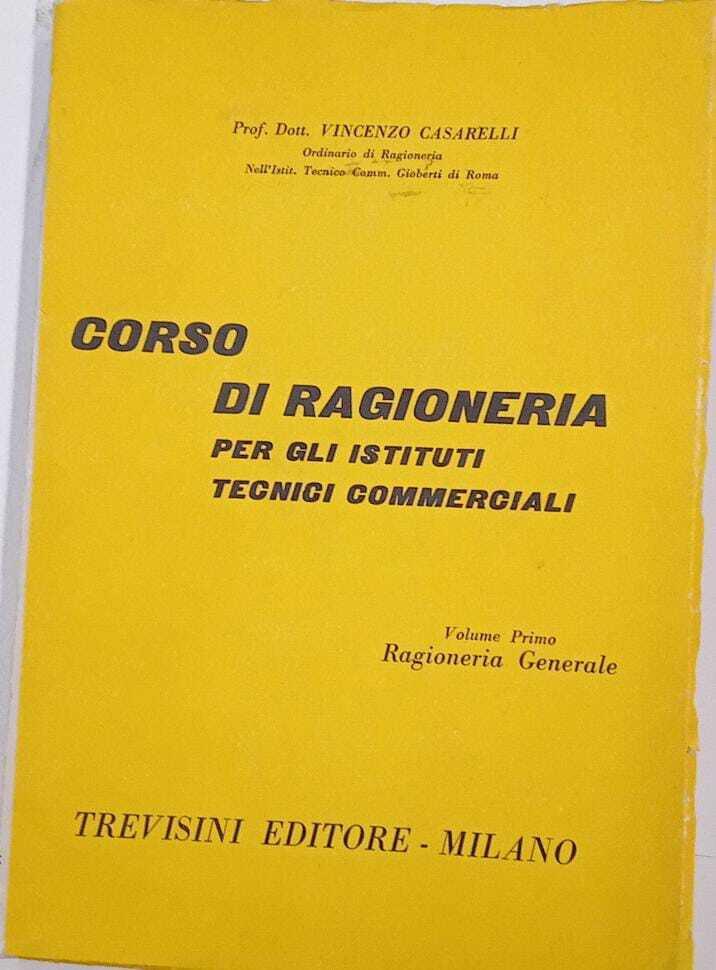 Prof. Dott. VINCENZO CASARELLI
Ordinario di Ragioneria
Nell'Istit. Tecnico Comm. Gioberti di Roma
CORSO
DI RAGIONERIA
PER GLI ISTITUTI
TECNICI COMMERCIALI
Volume Primo
Ragioneria Generale
TREVISINI EDITORE - MILANO